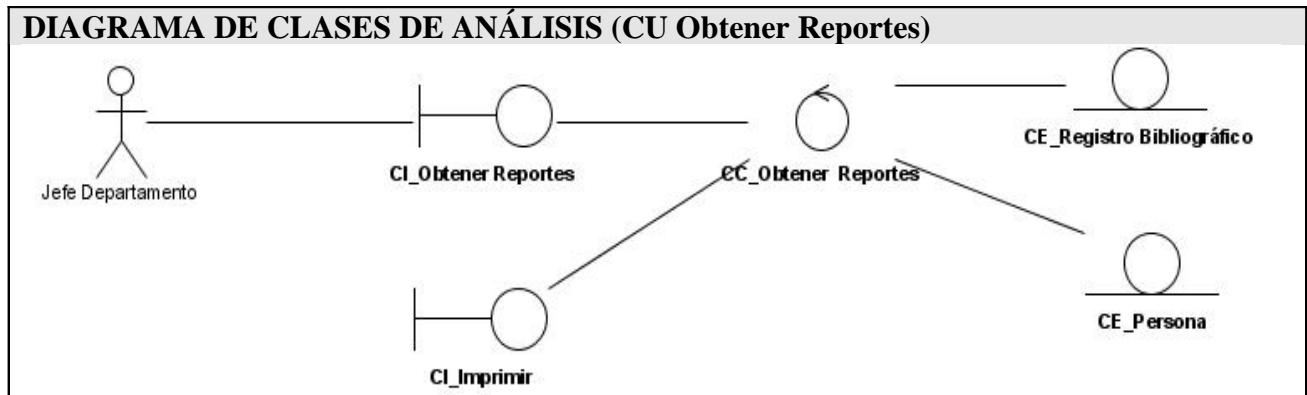 DIAGRAMA DE CLASES DE ANÁLISIS (CU Obtener Reportes)
Jefe Departamento
CI_Obtener Reportes
CC_Obtener Reportes
CE_Registro Bibliográfico
CI_Imprimir
CE_Persona